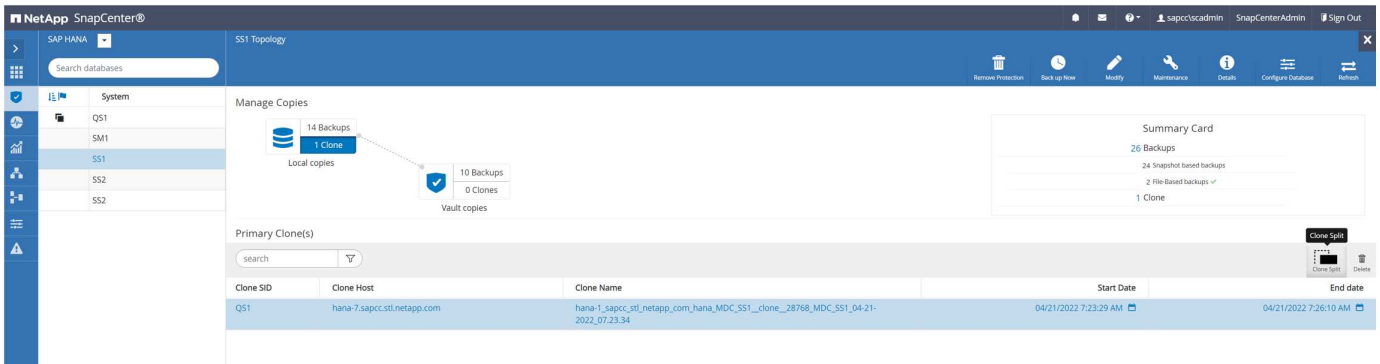 NetApp SnapCenter®
sapcc\scadmin SnapCenterAdmin Sign Out
SAP HANA
SS1 Topology
Search databases
Remove Protection Back up Now Modify Maintenance Details Configure Database Refresh
System
QS1
SM1
SS1
SS2
SS2
Manage Copies
14 Backups
1 Clone
Local copies
10 Backups
0 Clones
Vault copies
Summary Card
26 Backups
24 Snapshot based backups
2 File-Based backups ✓
1 Clone
Primary Clone(s)
Clone Split
search
Clone Split Delete
Clone SID Clone Host Clone Name Start Date End date
QS1 hana-7.sapcc.stl.netapp.com hana-1_sapcc_stl_netapp_com_hana_MDC_SS1__clone__28768_MDC_SS1_04-21- 04/21/2022 7:23:29 AM 04/21/2022 7:26:10 AM
2022_07.23.34